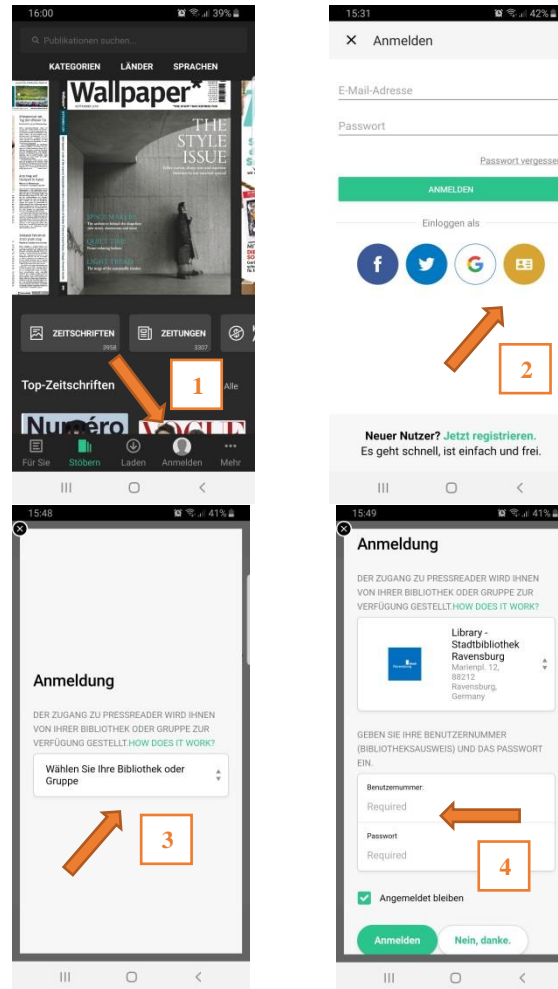 16:00
39%
Publikationen suchen...
KATEGORIEN LÄNDER SPRACHEN
Wallpaper*
THE
STYLE
ISSUE
SPACE MAKERS
QUIET TIME
LIGHT TREAD
ZEITSCHRIFTEN
3958
ZEITUNGEN
3307
Top-Zeitschriften
Alle
1
Numéro
VOGUE
Für Sie Stöbern Laden Anmelden Mehr
15:31
42%
Anmelden
E-Mail-Adresse
Passwort
Passwort vergessen
ANMELDEN
Einloggen als
f
G
2
Neuer Nutzer? Jetzt registrieren.
Es geht schnell, ist einfach und frei.
15:48
41%
Anmeldung
DER ZUGANG ZU PRESSREADER WIRD IHNEN
VON IHRER BIBLIOTHEK ODER GRUPPE ZUR
VERFÜGUNG GESTELLT.HOW DOES IT WORK?
Wählen Sie Ihre Bibliothek oder
Gruppe
3
15:49
41%
Anmeldung
DER ZUGANG ZU PRESSREADER WIRD IHNEN
VON IHRER BIBLIOTHEK ODER GRUPPE ZUR
VERFÜGUNG GESTELLT.HOW DOES IT WORK?
Library -
Stadtbibliothek
Ravensburg
Marienpl. 12,
88212
Ravensburg,
Germany
GEBEN SIE IHRE BENUTZERNUMMER
(BIBLIOTHEKSAUSWEIS) UND DAS PASSWORT
EIN.
Benutzernummer:
Required
Passwort
Required
4
Angemeldet bleiben
Anmelden
Nein, danke.